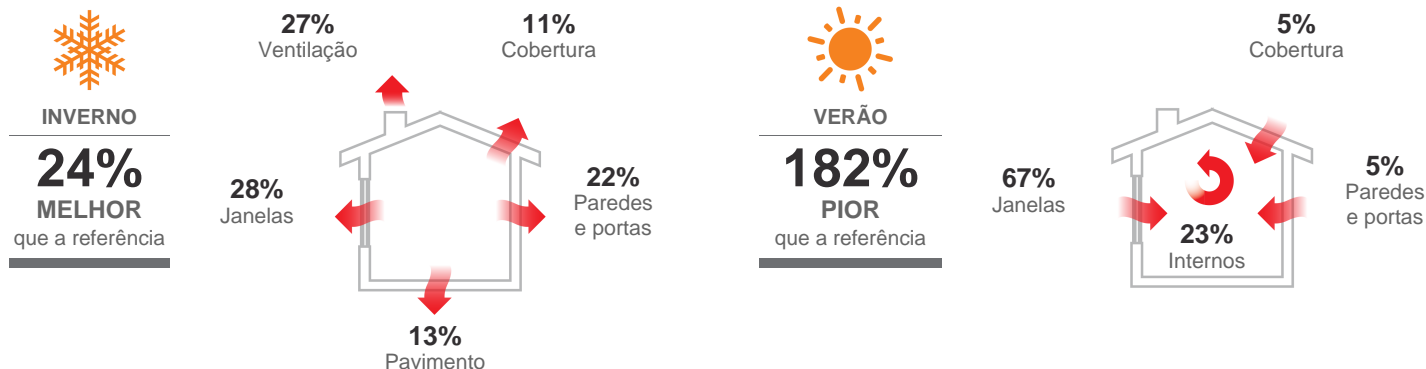 INVERNO
24%
MELHOR
que a referência
27%
Ventilação
11%
Cobertura
28%
Janelas
22%
Paredes
e portas
13%
Pavimento
VERÃO
182%
PIOR
que a referência
5%
Cobertura
67%
Janelas
5%
Paredes
e portas
23%
Internos